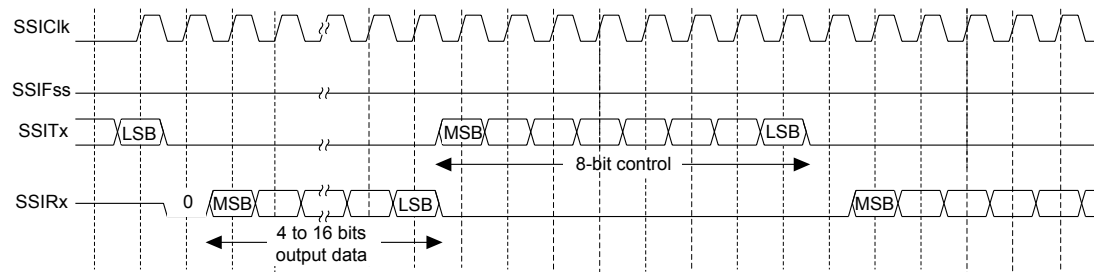 SSIClk
SSIFss
SSITx
LSB
MSB
LSB
8-bit control
SSIRx
0
MSB
LSB
MSB
4 to 16 bits
output data